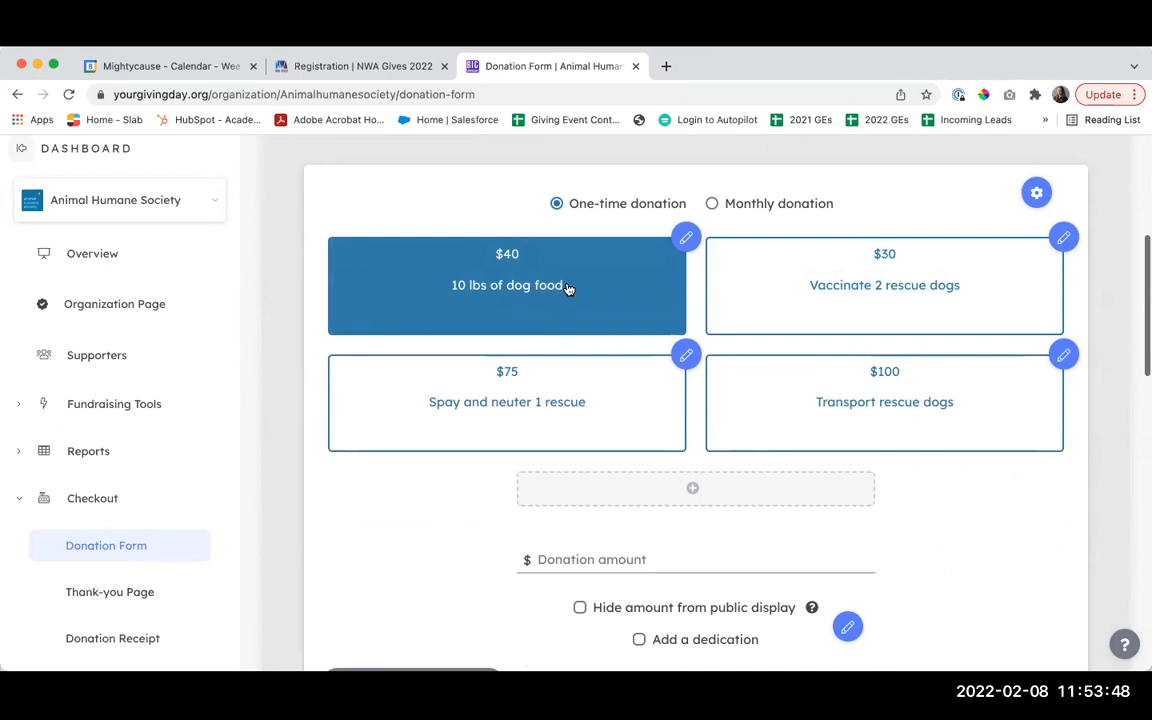 Mightycause - Calendar - Wee
Registration | NWA Gives 2022
Donation Form | Animal Human
yourgivingday.org/organization/Animalhumanesociety/donation-form
Update
Apps
Home - Slab
HubSpot - Acade...
Adobe Acrobat Ho...
Home | Salesforce
Giving Event Cont...
Login to Autopilot
2021 GEs
2022 GEs
Incoming Leads
»
Reading List
DASHBOARD
Animal Humane Society
Overview
Organization Page
Supporters
Fundraising Tools
Reports
Checkout
Donation Form
Thank-you Page
Donation Receipt
One-time donation
Monthly donation
$40
10 lbs of dog food
$30
Vaccinate 2 rescue dogs
$75
Spay and neuter 1 rescue
$100
Transport rescue dogs
$ Donation amount
Hide amount from public display
Add a dedication
2022-02-08 11:53:48